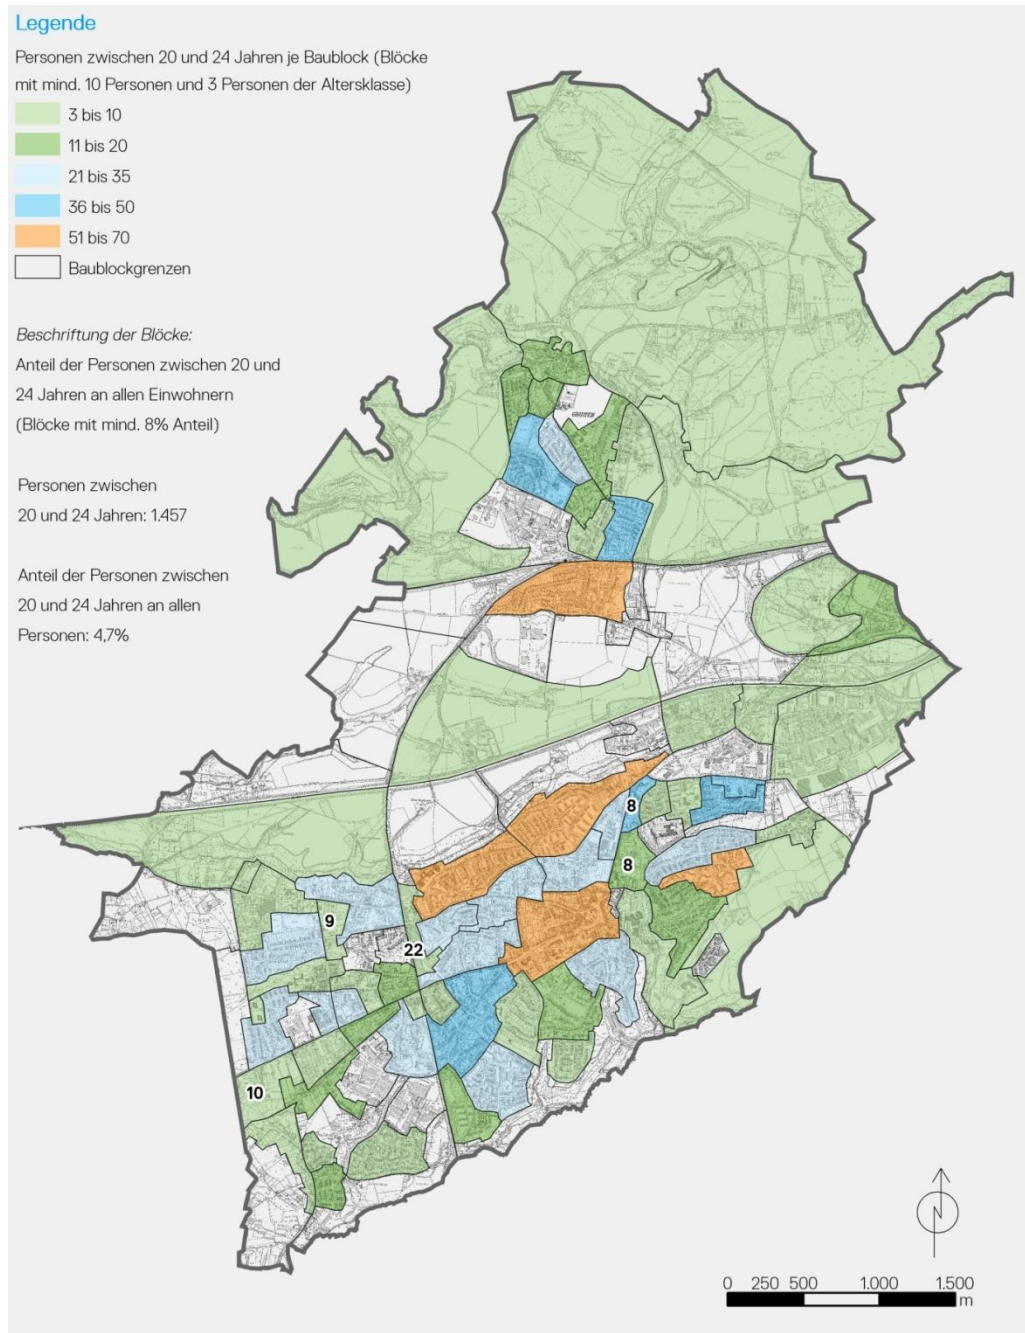 Legende
Personen zwischen 20 und 24 Jahren je Baublock (Blöcke
mit mind. 10 Personen und 3 Personen der Altersklasse)
3 bis 10
11 bis 20
21 bis 35
36 bis 50
51 bis 70
Baublockgrenzen
Beschriftung der Blöcke:
Anteil der Personen zwischen 20 und
24 Jahren an allen Einwohnern
(Blöcke mit mind. 8% Anteil)
Personen zwischen
20 und 24 Jahren: 1.457
Anteil der Personen zwischen
20 und 24 Jahren an allen
Personen: 4,7%
GRUITEN
8
8
9
22
10
0 250 500 1.000 1.500
m